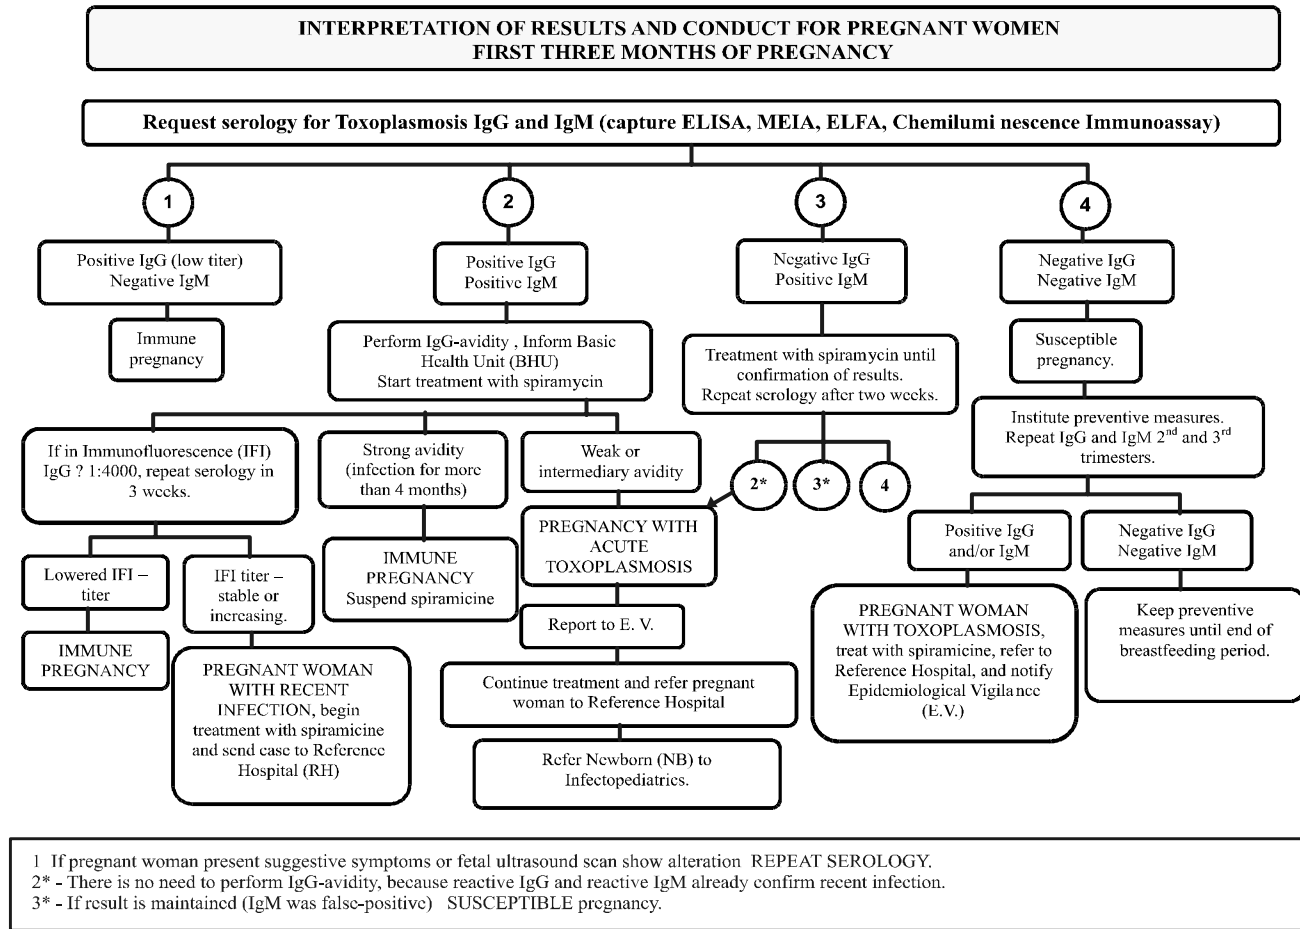 INTERPRETATION OF RESULTS AND CONDUCT FOR PREGNANT WOMEN
FIRST THREE MONTHS OF PREGNANCY
Request serology for Toxoplasmosis IgG and IgM (capture ELISA, MEIA, ELFA, Chemilumi nescence Immunoassay)
1
2
3
4
Positive IgG (low titer)
Negative IgM
Immune
pregnancy
Positive IgG
Positive IgM
Perform IgG-avidity , Inform Basic
Health Unit (BHU)
Start treatment with spiramycin
If in Immunofluorescence (IFI)
IgG ? 1:4000, repeat serology in
3 weeks.
Lowered IFI –
titer
IMMUNE
PREGNANCY
IFI titer –
stable or
increasing.
PREGNANT WOMAN
WITH RECENT
INFECTION, begin
treatment with spiramicine
and send case to Reference
Hospital (RH)
Strong avidity
(infection for more
than 4 months)
IMMUNE
PREGNANCY
Suspend spiramicine
Weak or
intermediary avidity
PREGNANCY WITH
ACUTE
TOXOPLASMOSIS
Report to E. V.
Continue treatment and refer pregnant
woman to Reference Hospital
Refer Newborn (NB) to
Infectopediatrics.
Negative IgG
Positive IgM
Treatment with spiramycin until
confirmation of results.
Repeat serology after two weeks.
2*
3*
4
Negative IgG
Negative IgM
Susceptible
pregnancy.
Institute preventive measures.
Repeat IgG and IgM 2nd and 3rd
trimesters.
Positive IgG
and/or IgM
PREGNANT WOMAN
WITH TOXOPLASMOSIS,
treat with spiramicine, refer to
Reference Hospital, and notify
Epidemiological Vigilance
(E.V.)
Negative IgG
Negative IgM
Keep preventive
measures until end of
breastfeeding period.
1 If pregnant woman present suggestive symptoms or fetal ultrasound scan show alteration REPEAT SEROLOGY.
2* - There is no need to perform IgG-avidity, because reactive IgG and reactive IgM already confirm recent infection.
3* - If result is maintained (IgM was false-positive) SUSCEPTIBLE pregnancy.